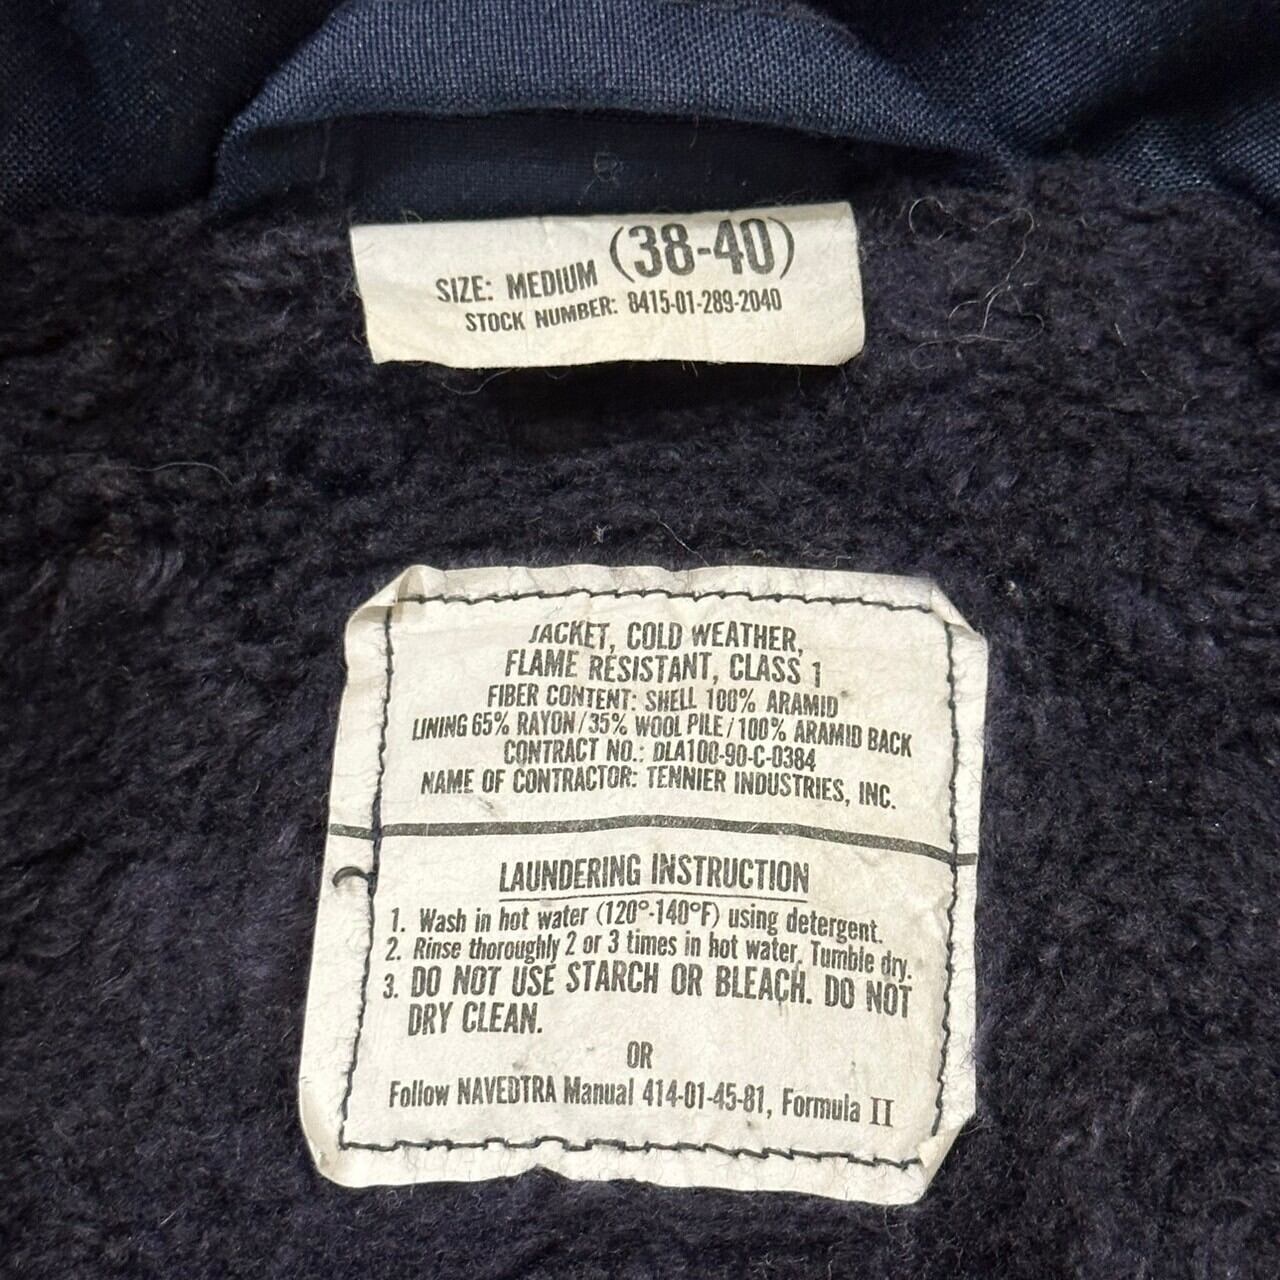 SIZE: MEDIUM (38-40)
STOCK NUMBER: 8415-01-289-2040
JACKET, COLD WEATHER,
FLAME RESISTANT, CLASS 1
FIBER CONTENT: SHELL 100% ARAMID
LINING 65% RAYON/35% WOOL PILE/100% ARAMID BACK
CONTRACT NO.: DLA100-90-C-0384
NAME OF CONTRACTOR: TENNIER INDUSTRIES, INC.
LAUNDERING INSTRUCTION
1. Wash in hot water (120°-140°F) using detergent.
2. Rinse thoroughly 2 or 3 times in hot water. Tumble dry.
3. DO NOT USE STARCH OR BLEACH. DO NOT
DRY CLEAN.
OR
Follow NAVEDTRA Manual 414-01-45-81, Formula II